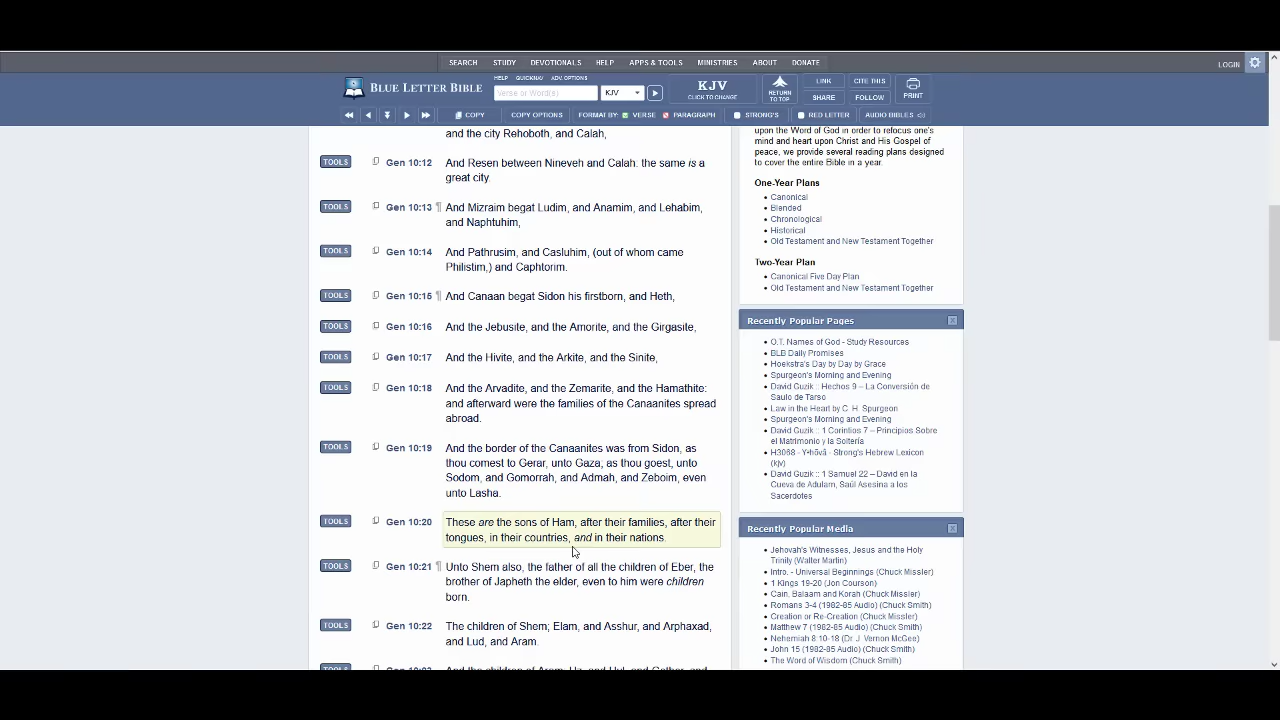 SEARCH STUDY DEVOTIONALS HELP APPS & TOOLS MINISTRIES ABOUT DONATE LOGIN
HELP QUICKNAV ADV. OPTIONS
BLUE LETTER BIBLE Verse or Word(s) KJV
KJV
CLICK TO CHANGE
RETURN
TO TOP
LINK CITE THIS
SHARE FOLLOW
PRINT
COPY COPY OPTIONS FORMAT BY: VERSE PARAGRAPH STRONG'S RED LETTER AUDIO BIBLES
and the city Rehoboth, and Calah,
TOOLS Gen 10:12 And Resen between Nineveh and Calah: the same is a
great city.
TOOLS Gen 10:13 ¶ And Mizraim begat Ludim, and Anamim, and Lehabim,
and Naphtuhim,
TOOLS Gen 10:14 And Pathrusim, and Casluhim, (out of whom came
Philistim,) and Caphtorim.
TOOLS Gen 10:15 ¶ And Canaan begat Sidon his firstborn, and Heth,
TOOLS Gen 10:16 And the Jebusite, and the Amorite, and the Girgasite,
TOOLS Gen 10:17 And the Hivite, and the Arkite, and the Sinite,
TOOLS Gen 10:18 And the Arvadite, and the Zemarite, and the Hamathite:
and afterward were the families of the Canaanites spread
abroad.
TOOLS Gen 10:19 And the border of the Canaanites was from Sidon, as
thou comest to Gerar, unto Gaza; as thou goest, unto
Sodom, and Gomorrah, and Admah, and Zeboim, even
unto Lasha.
TOOLS Gen 10:20 These are the sons of Ham, after their families, after their
tongues, in their countries, and in their nations.
TOOLS Gen 10:21 ¶ Unto Shem also, the father of all the children of Eber, the
brother of Japheth the elder, even to him were children
born.
TOOLS Gen 10:22 The children of Shem; Elam, and Asshur, and Arphaxad,
and Lud, and Aram.
upon the Word of God in order to refocus one's
mind and heart upon Christ and His Gospel of
peace, we provide several reading plans designed
to cover the entire Bible in a year.
One-Year Plans
Canonical
Blended
Chronological
Historical
Old Testament and New Testament Together
Two-Year Plan
Canonical Five Day Plan
Old Testament and New Testament Together
Recently Popular Pages
O.T. Names of God - Study Resources
BLB Daily Promises
Hoekstra's Day by Day by Grace
Spurgeon's Morning and Evening
David Guzik :: Hechos 9 – La Conversión de
Saulo de Tarso
Law in the Heart by C. H. Spurgeon
Spurgeon's Morning and Evening
David Guzik :: 1 Corintios 7 – Principios Sobre
el Matrimonio y la Soltería
H3068 - Yᵊhōvâ - Strong's Hebrew Lexicon
(kjv)
David Guzik :: 1 Samuel 22 – David en la
Cueva de Adulam, Saúl Asesina a los
Sacerdotes
Recently Popular Media
Jehovah's Witnesses, Jesus and the Holy
Trinity (Walter Martin)
Intro. - Universal Beginnings (Chuck Missler)
1 Kings 19-20 (Jon Courson)
Cain, Balaam and Korah (Chuck Missler)
Romans 3-4 (1982-85 Audio) (Chuck Smith)
Creation or Re-Creation (Chuck Missler)
Matthew 7 (1982-85 Audio) (Chuck Smith)
Nehemiah 8:10-18 (Dr. J. Vernon McGee)
John 15 (1982-85 Audio) (Chuck Smith)
The Word of Wisdom (Chuck Smith)